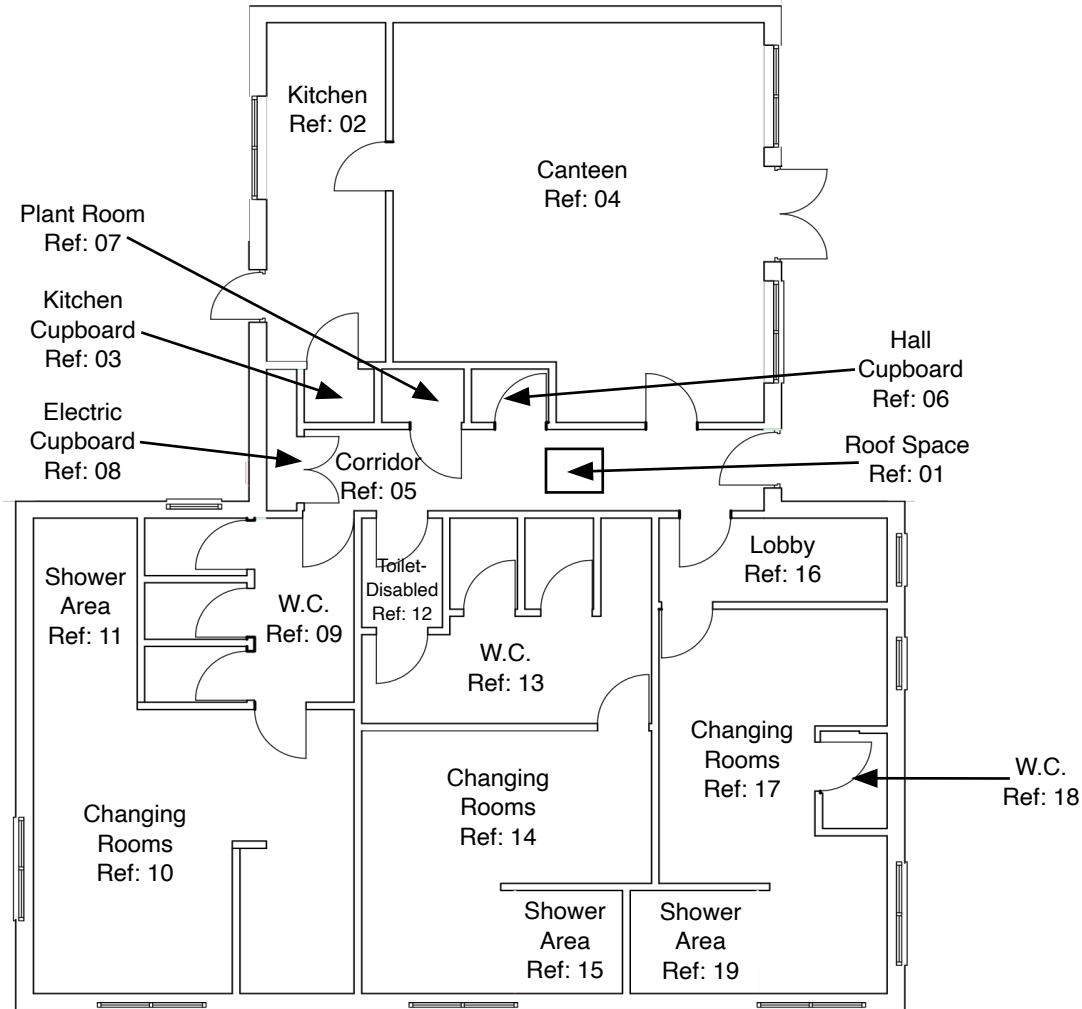 Kitchen
Ref: 02
Canteen
Ref: 04
Plant Room
Ref: 07
Kitchen
Cupboard
Ref: 03
Hall
Cupboard
Ref: 06
Electric
Cupboard
Ref: 08
Corridor
Ref: 05
Roof Space
Ref: 01
Shower
Area
Ref: 11
W.C.
Ref: 09
Toilet-
Disabled
Ref: 12
Lobby
Ref: 16
W.C.
Ref: 13
Changing
Rooms
Ref: 17
W.C.
Ref: 18
Changing
Rooms
Ref: 14
Changing
Rooms
Ref: 10
Shower
Area
Ref: 15
Shower
Area
Ref: 19